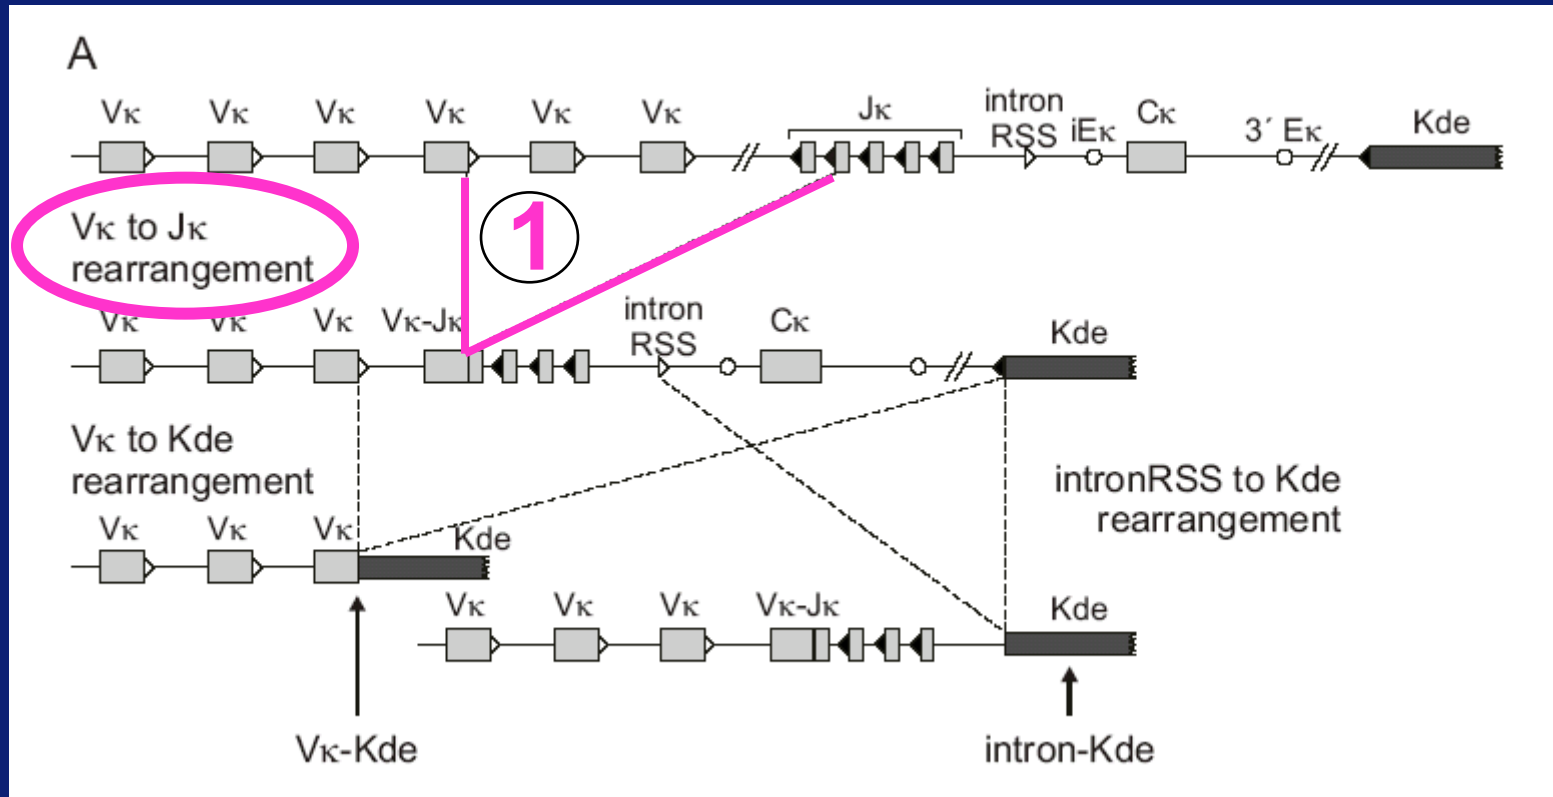 A
Vκ Vκ Vκ Vκ Vκ Vκ Jκ intron RSS iEκ Cκ 3´ Eκ Kde
Vκ to Jκ
rearrangement
1
Vκ Vκ Vκ Vκ-Jκ intron RSS Cκ Kde
Vκ to Kde
rearrangement
intronRSS to Kde
rearrangement
Vκ Vκ Vκ Kde
Vκ Vκ Vκ Vκ-Jκ Kde
Vκ-Kde
intron-Kde